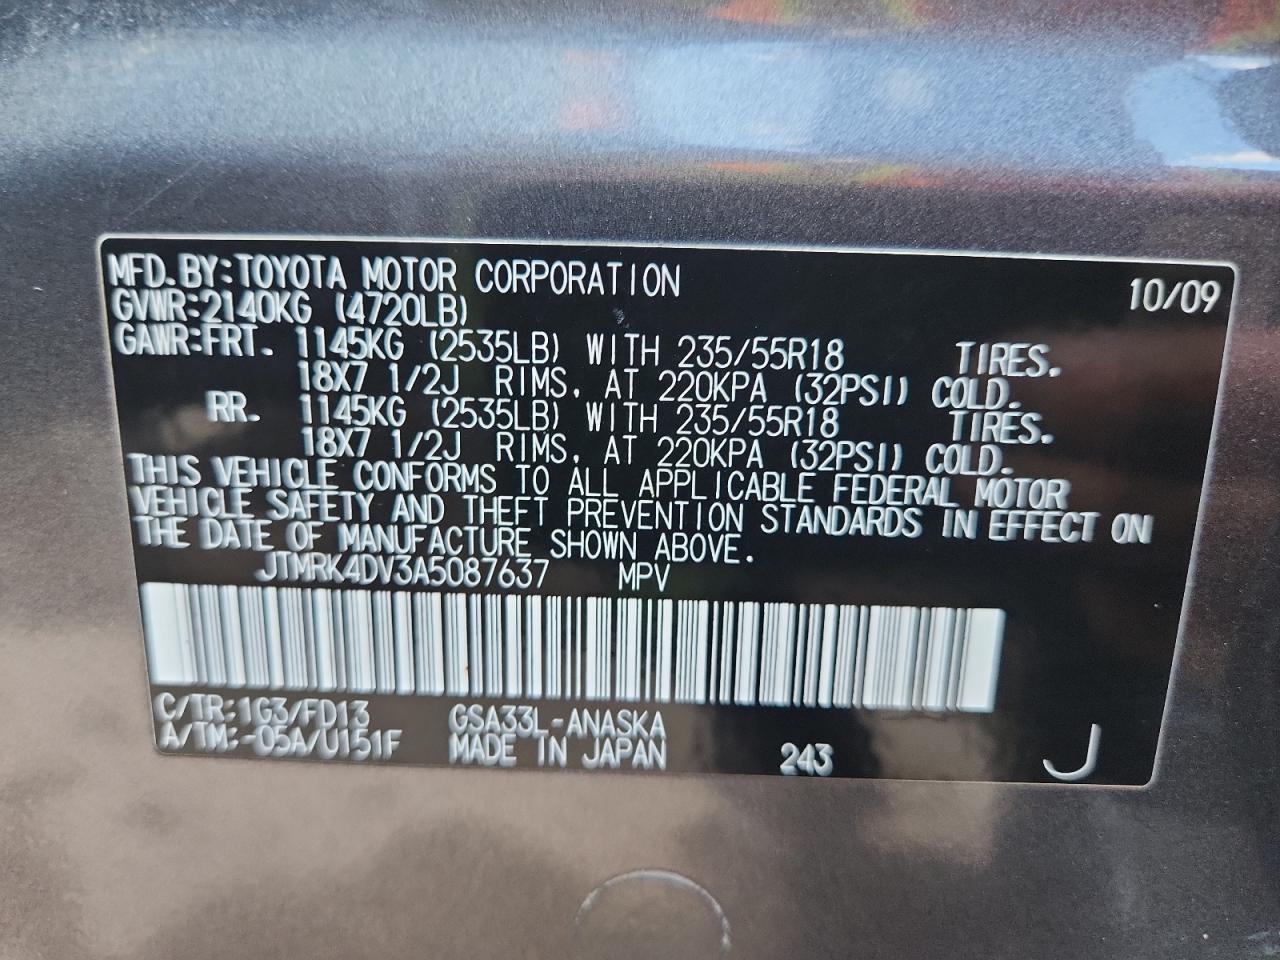 MFD.BY:TOYOTA MOTOR CORPORATION 10/09
GVWR:2140KG (4720LB)
GAWR:FRT. 1145KG (2535LB) WITH 235/55R18 TIRES.
18X7 1/2J RIMS, AT 220KPA (32PSI) COLD.
RR. 1145KG (2535LB) WITH 235/55R18 TIRES.
18X7 1/2J RIMS, AT 220KPA (32PSI) COLD.
THIS VEHICLE CONFORMS TO ALL APPLICABLE FEDERAL MOTOR
VEHICLE SAFETY AND THEFT PREVENTION STANDARDS IN EFFECT ON
THE DATE OF MANUFACTURE SHOWN ABOVE.
JTMRK4DV3A5087637 MPV
C/TR:1G3/FD13 GSA33L-ANASKA
A/TM:-05A/U151F MADE IN JAPAN 243 J